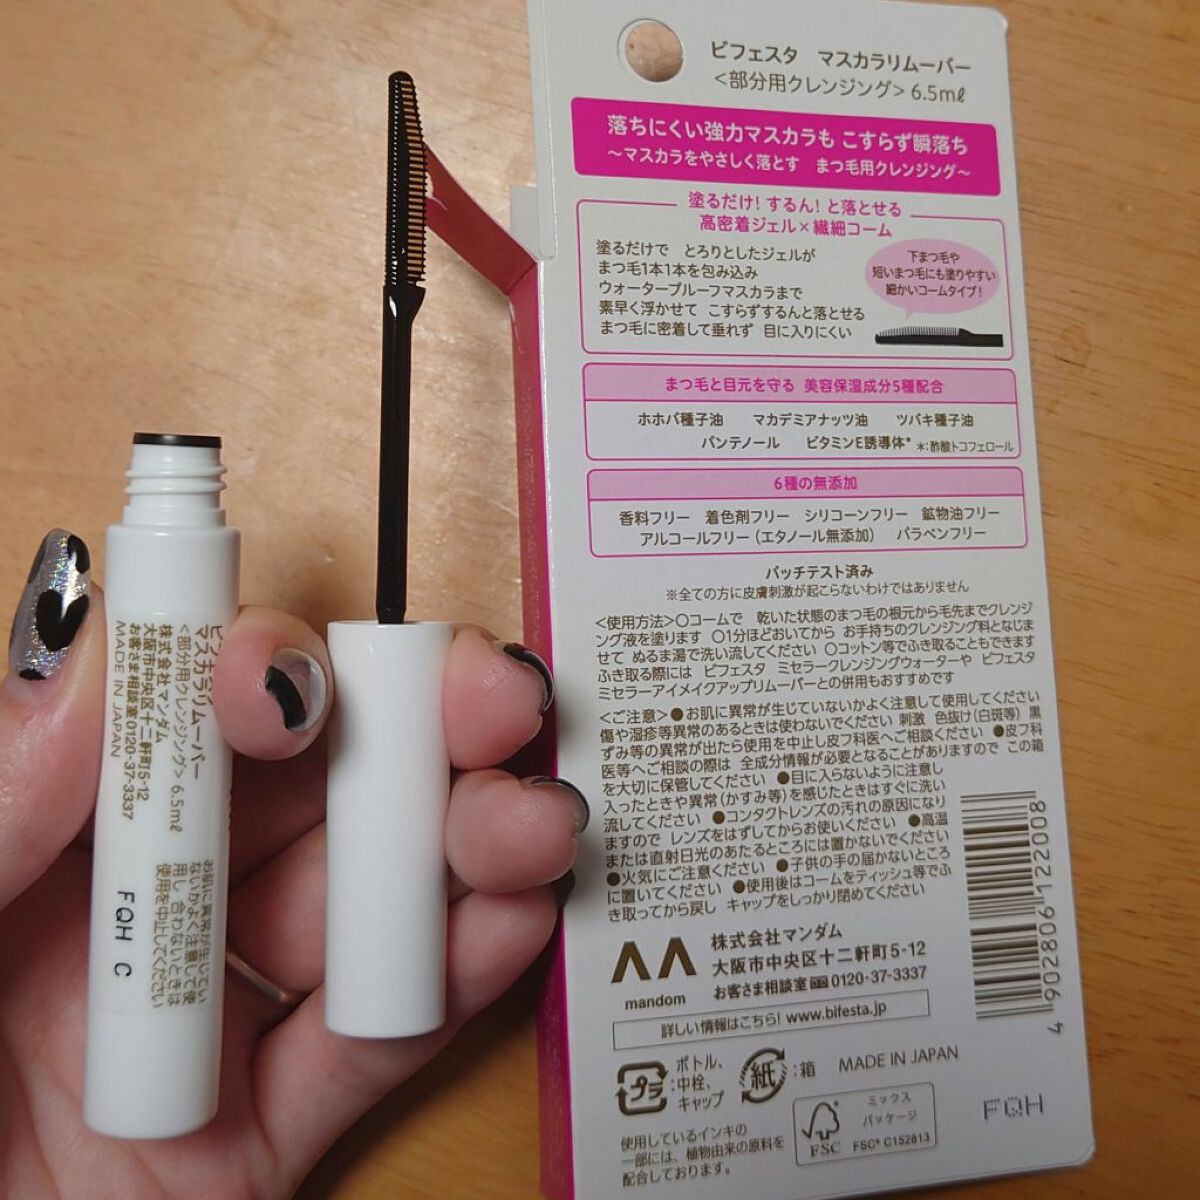 ビフェスタ マスカラリムーバー
＜部分用クレンジング＞6.5mℓ
落ちにくい強力マスカラも こすらず瞬落ち
〜マスカラをやさしく落とす まつ毛用クレンジング〜
塗るだけ！するん！と落とせる
高密着ジェル×繊細コーム
塗るだけで とろりとしたジェルが
まつ毛1本1本を包み込み
ウォータープルーフマスカラまで
素早く浮かせて こすらずするんと落とせる
まつ毛に密着して垂れず 目に入りにくい
下まつ毛や
短いまつ毛にも塗りやすい
細かいコームタイプ！
まつ毛と目元を守る 美容保湿成分5種配合
ホホバ種子油 マカデミアナッツ油 ツバキ種子油
パンテノール ビタミンE誘導体* *:酢酸トコフェロール
6種の無添加
香料フリー 着色剤フリー シリコーンフリー 鉱物油フリー
アルコールフリー（エタノール無添加） パラベンフリー
パッチテスト済み
※全ての方に皮膚刺激が起こらないわけではありません
＜使用方法＞○コームで 乾いた状態のまつ毛の根元から毛先までクレンジ
ング液を塗ります ○1分ほどおいてから お手持ちのクレンジング料となじま
せて ぬるま湯で洗い流してください ○コットン等でふき取ることもできます
ふき取る際には ビフェスタ ミセラークレンジングウォーターや ビフェスタ
ミセラーアイメイクアップリムーバーとの併用もおすすめです
＜ご注意＞●お肌に異常が生じていないかよく注意して使用してください
傷や湿疹等異常のあるときは使わないでください 刺激 色抜け(白斑等) 黒
ずみ等の異常が出たら使用を中止し皮フ科医へご相談ください ●皮フ科
医等へご相談の際は 全成分情報が必要となることがありますので この箱
を大切に保管してください ●目に入らないように注意し
入ったときや異常(かすみ等)を感じたときはすぐに洗い
流してください ●コンタクトレンズの汚れの原因になり
ますので レンズをはずしてからお使いください ●高温
または直射日光のあたるところには置かないでください
●火気にご注意ください ●子供の手の届かないところ
に置いてください ●使用後はコームをティッシュ等でふ
き取ってから戻し キャップをしっかり閉めてください
mandom
株式会社マンダム
大阪市中央区十二軒町5-12
お客さま相談室 0120-37-3337
詳しい情報はこちら！www.bifesta.jp
プラ
:ボトル、
中栓、
キャップ
紙
:箱
MADE IN JAPAN
使用しているインキの
一部には、植物由来の原料を
配合しております。
FSC
ミックス
パッケージ
FSC® C152813
FQH
4 902806 122008
マスカラリムーバー
＜部分用クレンジング＞6.5mℓ
株式会社マンダム
大阪市中央区十二軒町5-12
お客さま相談室0120-37-3337
MADE IN JAPAN
お肌に異常が生じてい
ないかよく注意して使
用し 合わないときは
使用を中止してください
FQH C